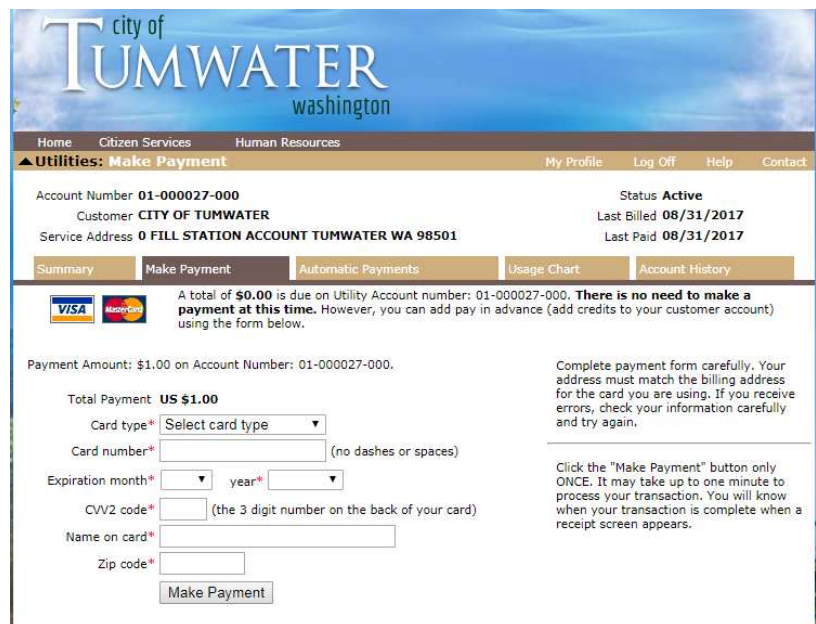 city of
TUMWATER
washington
Home Citizen Services Human Resources
▲Utilities: Make Payment My Profile Log Off Help Contact
Account Number 01-000027-000 Status Active
Customer CITY OF TUMWATER Last Billed 08/31/2017
Service Address 0 FILL STATION ACCOUNT TUMWATER WA 98501 Last Paid 08/31/2017
Summary Make Payment Automatic Payments Usage Chart Account History
VISA MasterCard
A total of $0.00 is due on Utility Account number: 01-000027-000. There is no need to make a
payment at this time. However, you can add pay in advance (add credits to your customer account)
using the form below.
Payment Amount: $1.00 on Account Number: 01-000027-000.
Total Payment US $1.00
Card type* Select card type ▼
Card number* (no dashes or spaces)
Expiration month* ▼ year* ▼
CVV2 code* (the 3 digit number on the back of your card)
Name on card*
Zip code*
Make Payment
Complete payment form carefully. Your
address must match the billing address
for the card you are using. If you receive
errors, check your information carefully
and try again.
Click the "Make Payment" button only
ONCE. It may take up to one minute to
process your transaction. You will know
when your transaction is complete when a
receipt screen appears.